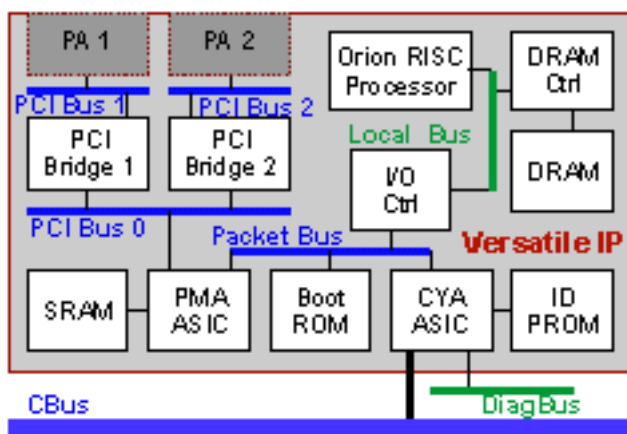 PA 1
PA 2
Orion RISC
Processor
DRAM
Ctrl
PCI Bus 1
PCI Bus 2
PCI
Bridge 1
PCI
Bridge 2
Local Bus
I/O
Ctrl
DRAM
PCI Bus 0
Packet Bus
Versatile IP
SRAM
PMA
ASIC
Boot
ROM
CYA
ASIC
ID
PROM
CBus
DiagBus